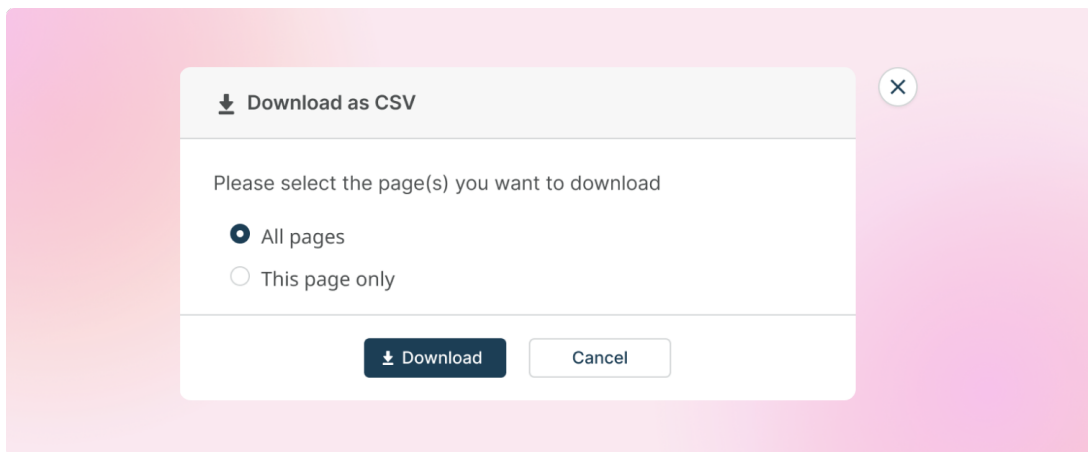 Download as CSV
Please select the page(s) you want to download
All pages
This page only
Download
Cancel